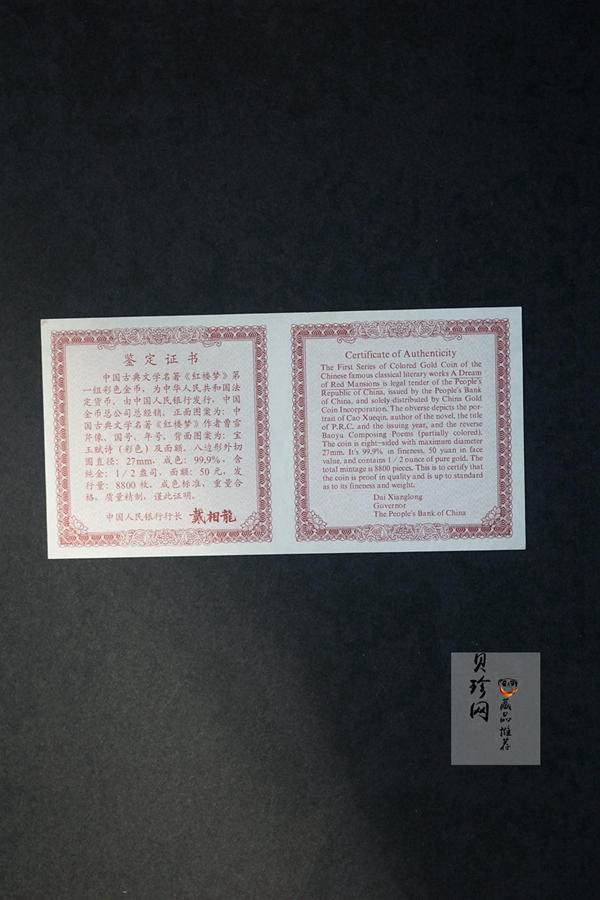 鉴定证书
中国古典文学名著《红楼梦》第
一组彩色金币，为中华人民共和国法
定货币，由中国人民银行发行，中国
金币总公司总经销。正面图案为：中
国古典文学名著《红楼梦》作者曹雪
芹像，国号、年号。背面图案为：宝
玉赋诗（彩色）及面额。八边形外切
圆直径：27mm，成色：99.9%，含
纯金：1／2盎司，面额：50元，发
行量：8800枚。成色标准，重量合
格，质量精制，谨此证明。
中国人民银行行长 戴相龍
Certificate of Authenticity
The First Series of Colored Gold Coin of the
Chinese famous classical literary works A Dream
of Red Mansions is legal tender of the People's
Republic of China, issued by the People's Bank
of China, and solely distributed by China Gold
Coin Incorporation. The obverse depicts the por-
trait of Cao Xueqin, author of the novel, the title
of P.R.C. and the issuing year, and the reverse
Baoyu Composing Poems (partially colored).
The coin is eight-sided with maximum diameter
27mm. It's 99.9% in fineness, 50 yuan in face
value, and contains 1／2 ounce of pure gold. The
total mintage is 8800 pieces. This is to certify that
the coin is proof in quality and is up to standard
as to its fineness and weight.
Dai Xianglong
Governor
The People's Bank of China
贝珍网
藏品推荐